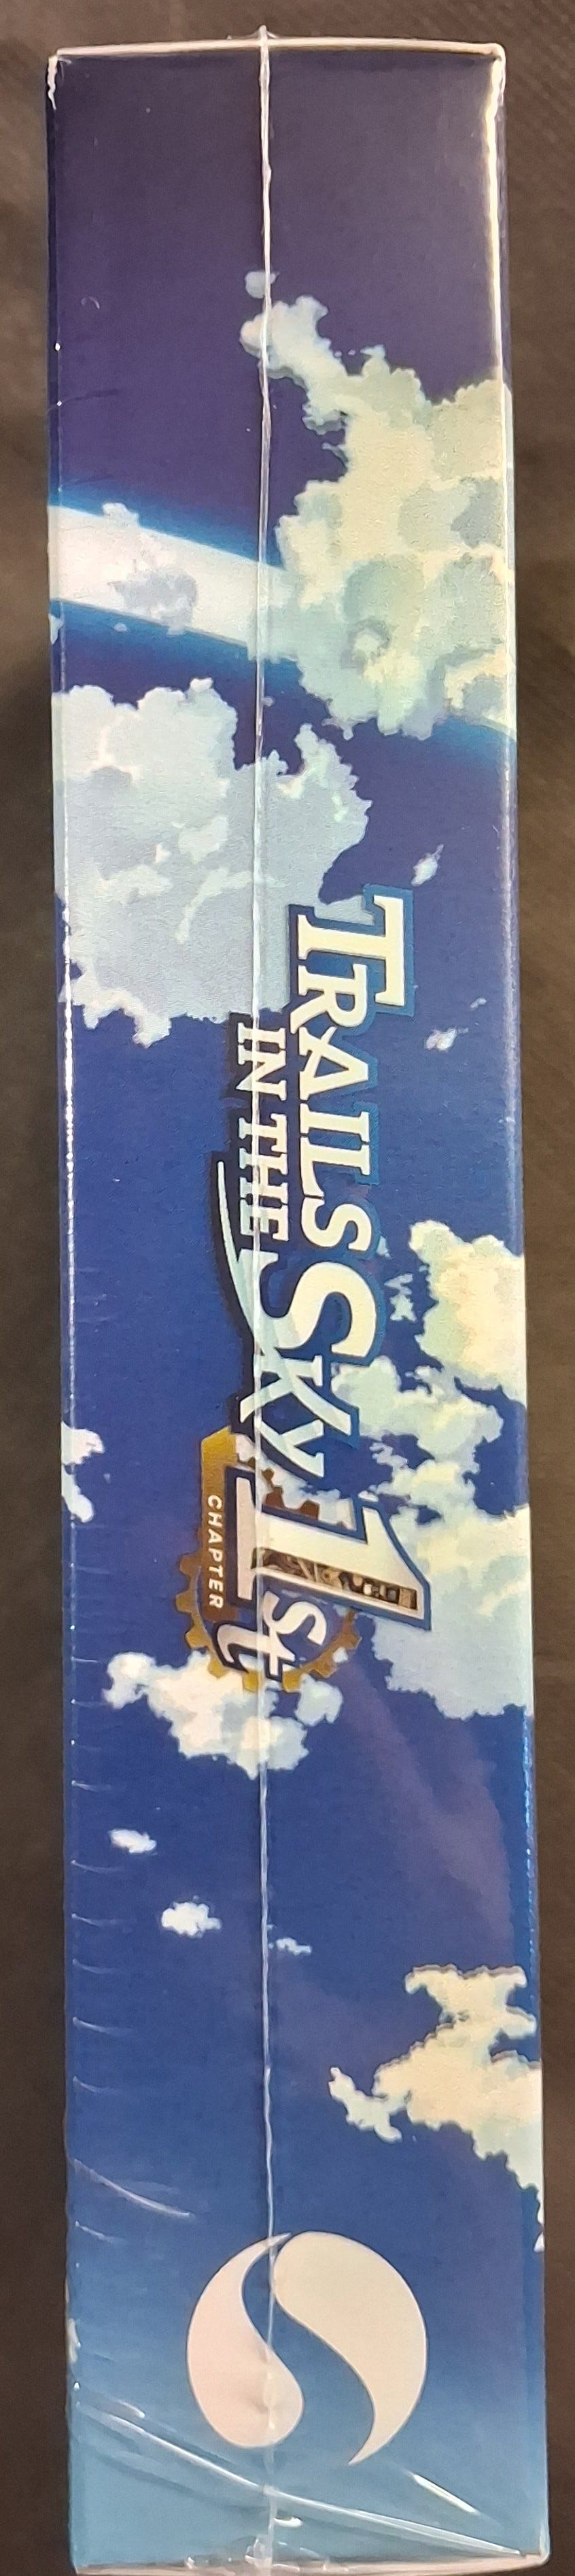 TRAILS
IN THE SKY
1st
CHAPTER